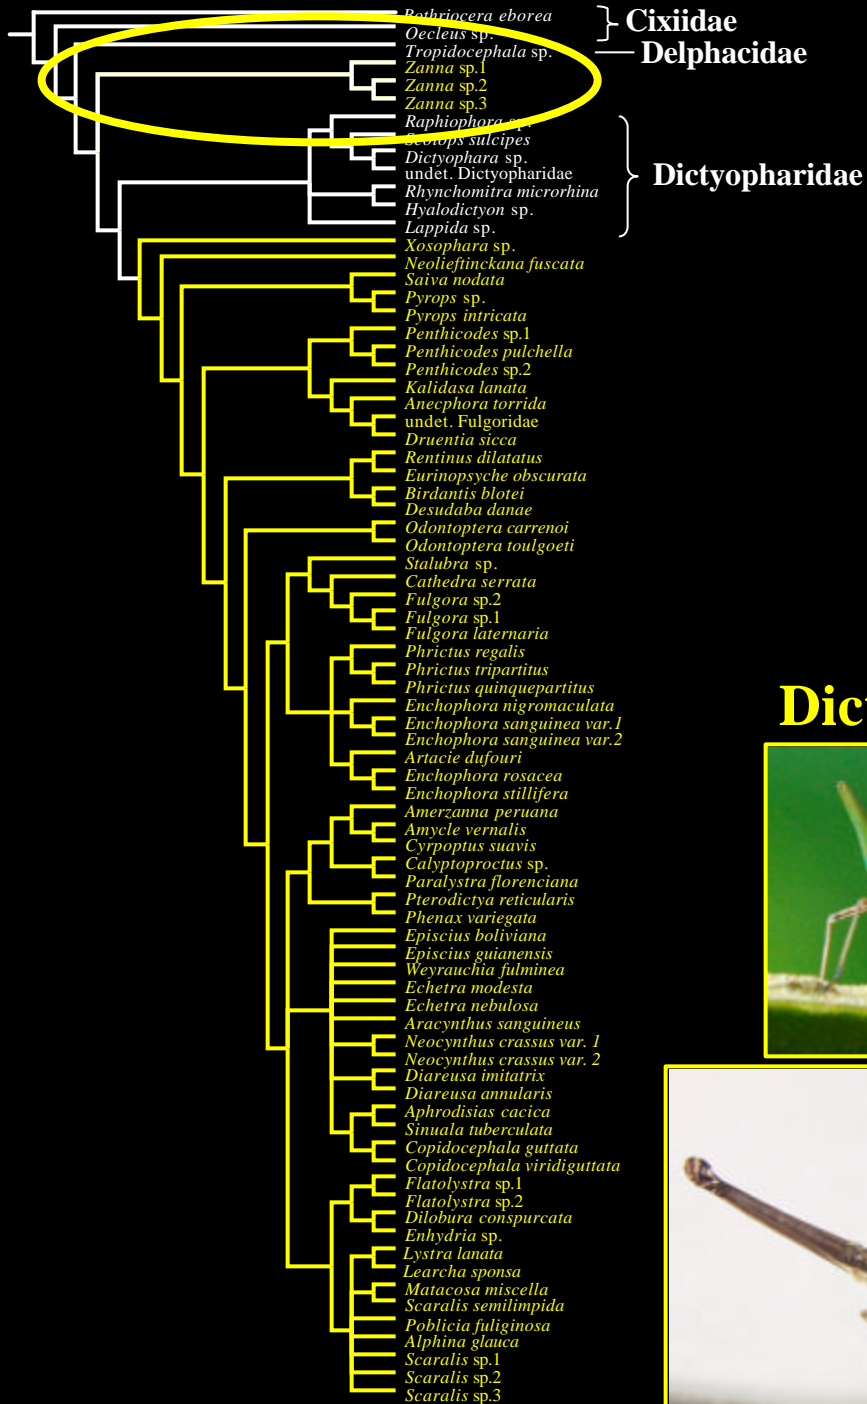 Bothriocera eborea
Cixiidae
Oecleus sp.
Tropidocephala sp.
Delphacidae
Zanna sp.1
Zanna sp.2
Zanna sp.3
Raphiophora sp.
Scolops sulcipes
Dictyophara sp.
undet. Dictyopharidae
Dictyopharidae
Rhynchomitra microrhina
Hyalodictyon sp.
Lappida sp.
Xosophara sp.
Neolieftinckana fuscata
Saiva nodata
Pyrops sp.
Pyrops intricata
Penthicodes sp.1
Penthicodes pulchella
Penthicodes sp.2
Kalidasa lanata
Anecphora torrida
undet. Fulgoridae
Druentia sicca
Rentinus dilatatus
Eurinopsyche obscurata
Birdantis blotei
Desudaba danae
Odontoptera carrenoi
Odontoptera toulgoeti
Stalubra sp.
Cathedra serrata
Fulgora sp.2
Fulgora sp.1
Fulgora laternaria
Phrictus regalis
Phrictus tripartitus
Phrictus quinquepartitus
Enchophora nigromaculata
Enchophora sanguinea var.1
Enchophora sanguinea var.2
Artacie dufouri
Enchophora rosacea
Enchophora stillifera
Amerzanna peruana
Amycle vernalis
Cyrpoptus suavis
Calyptoproctus sp.
Paralystra florenciana
Pterodictya reticularis
Phenax variegata
Episcius boliviana
Episcius guianensis
Weyrauchia fulminea
Echetra modesta
Echetra nebulosa
Aracynthus sanguineus
Neocynthus crassus var. 1
Neocynthus crassus var. 2
Diareusa imitatrix
Diareusa annularis
Aphrodisias cacica
Sinuala tuberculata
Copidocephala guttata
Copidocephala viridiguttata
Flatolystra sp.1
Flatolystra sp.2
Dilobura conspurcata
Enhydria sp.
Lystra lanata
Learcha sponsa
Matacosa miscella
Scaralis semilimpida
Poblicia fuliginosa
Alphina glauca
Scaralis sp.1
Scaralis sp.2
Scaralis sp.3
Dic